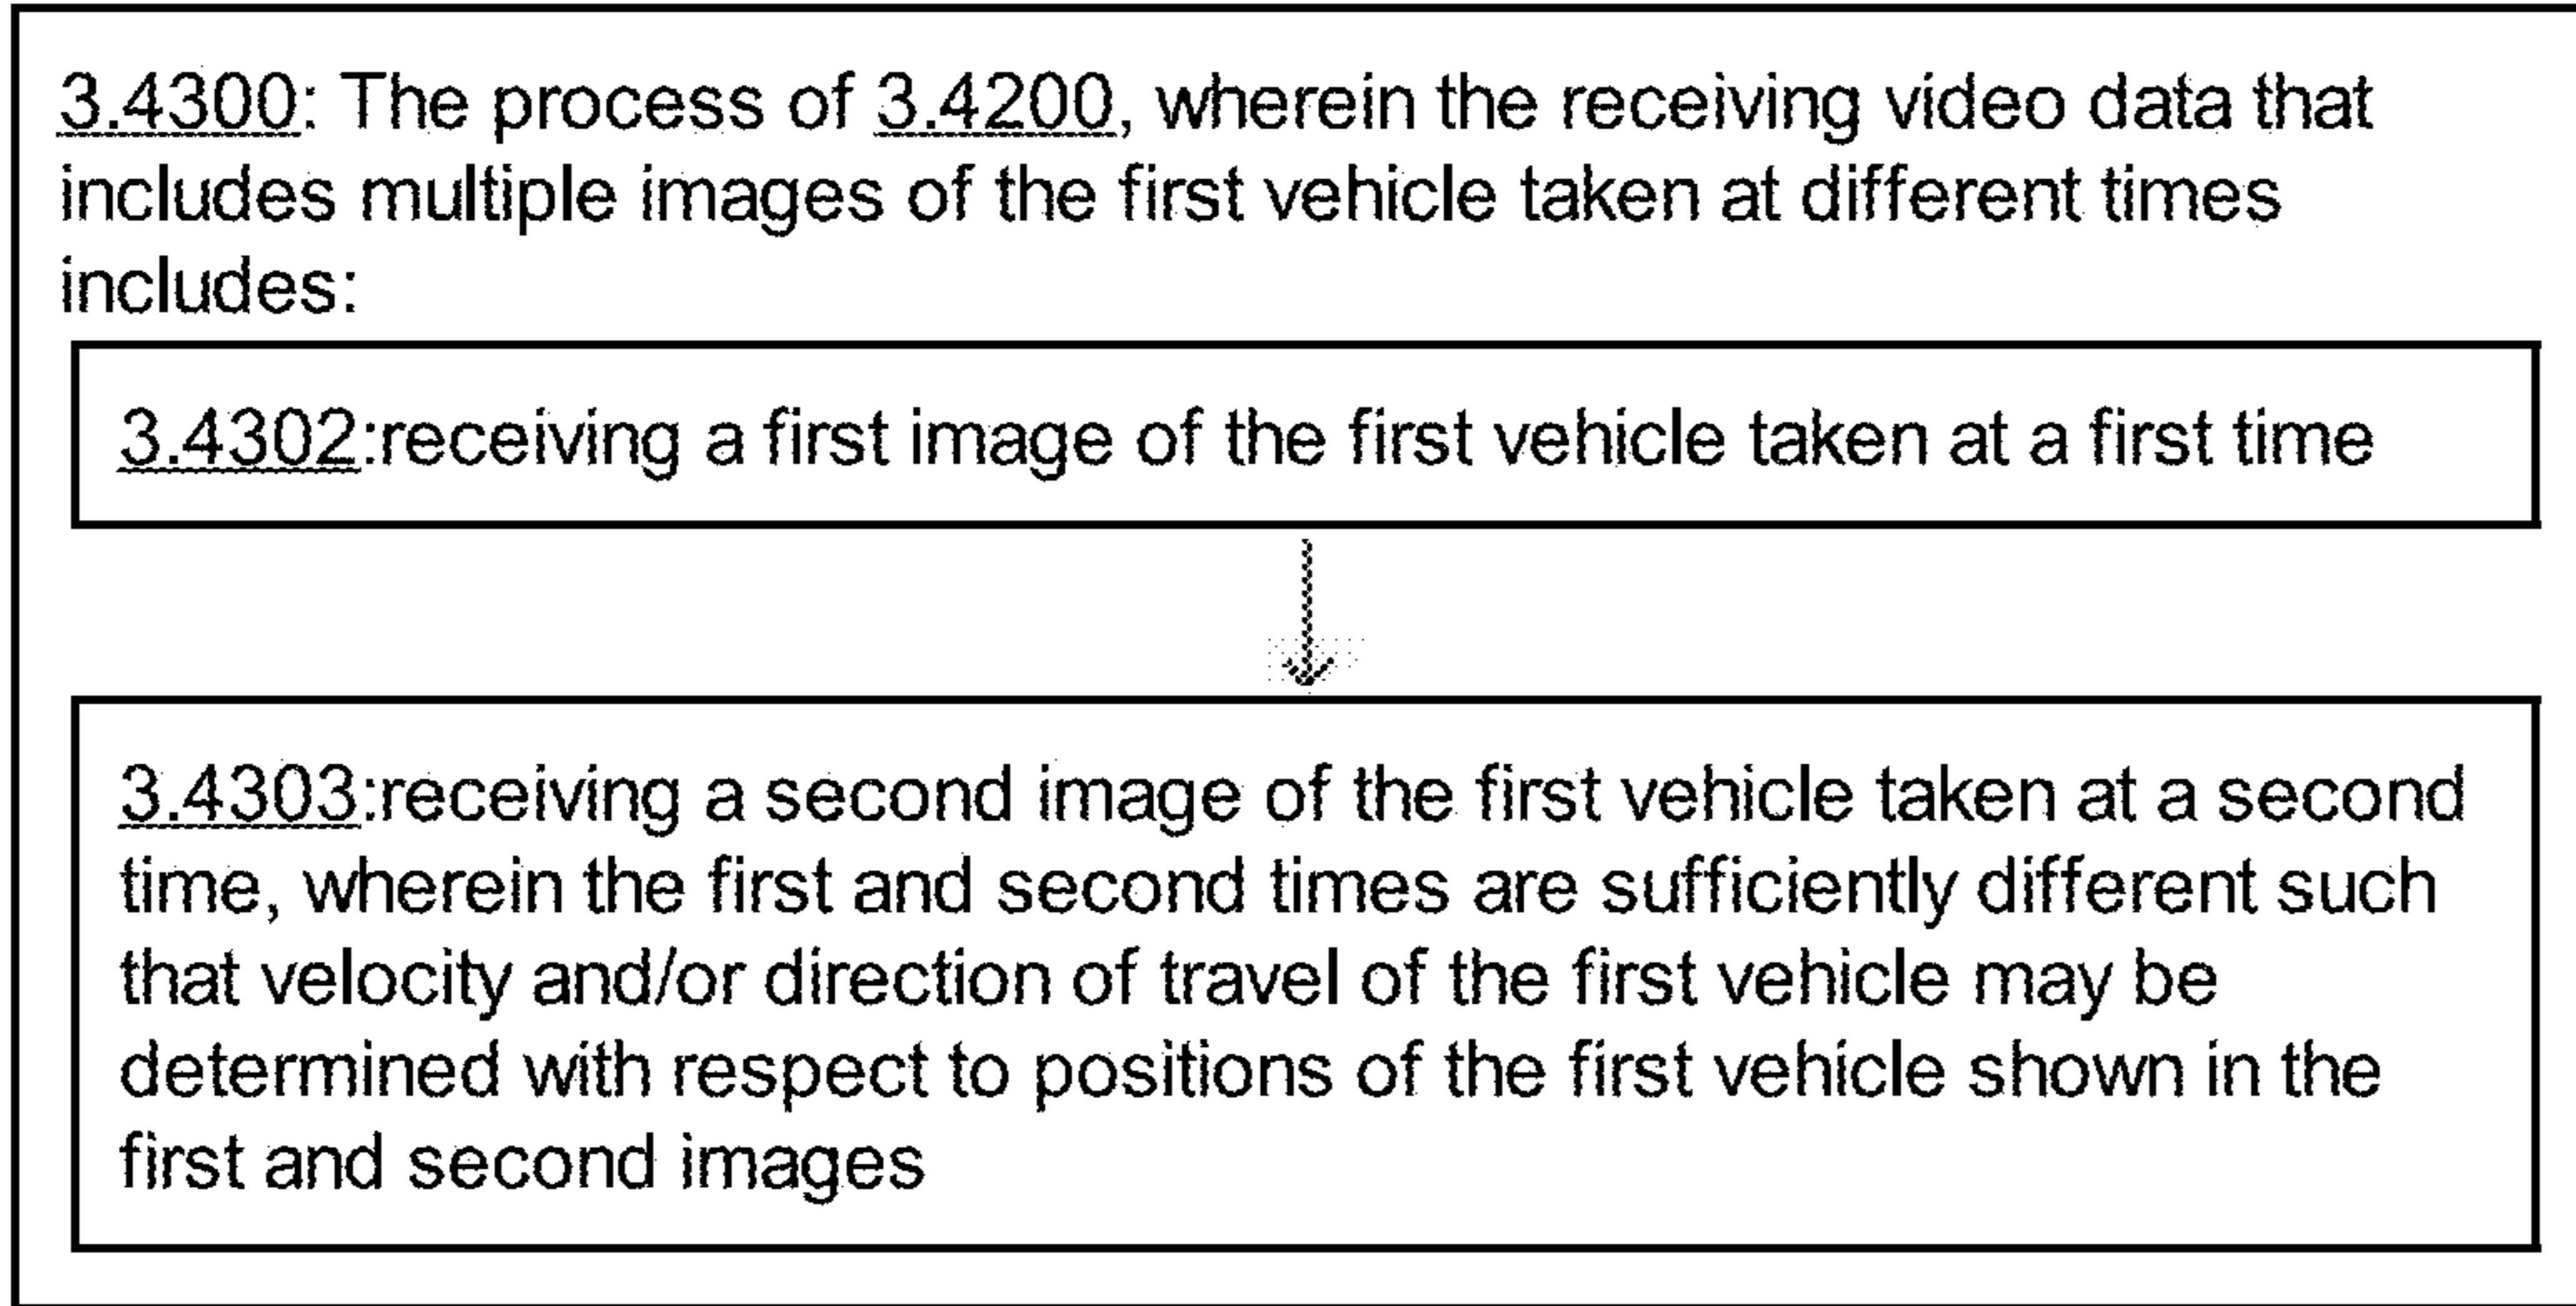 3.4300: The process of 3.4200, wherein the receiving video data that
includes multiple images of the first vehicle taken at different times
includes:
3.4302:receiving a first image of the first vehicle taken at a first time
3.4303:receiving a second image of the first vehicle taken at a second
time, wherein the first and second times are sufficiently different such
that velocity and/or direction of travel of the first vehicle may be
determined with respect to positions of the first vehicle shown in the
first and second images